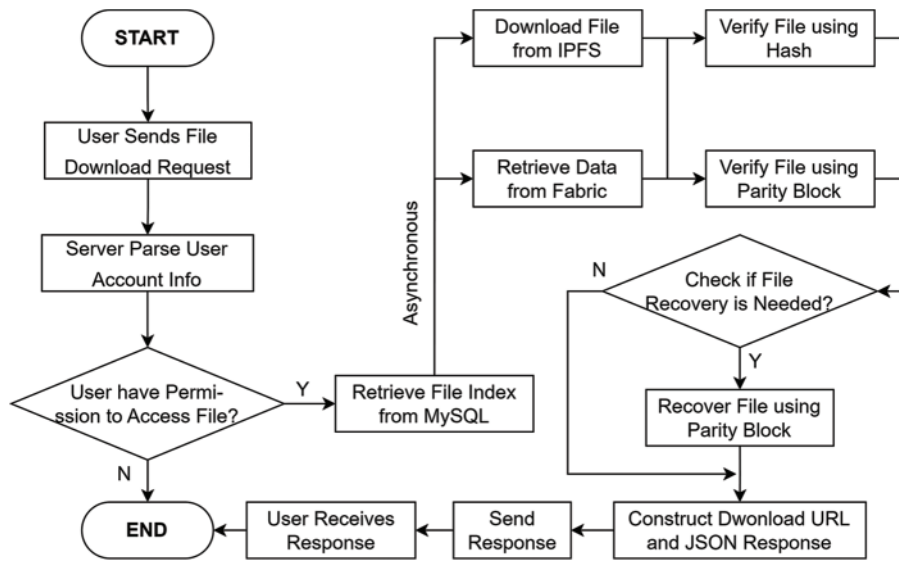 START
User Sends File
Download Request
Server Parse User
Account Info
User have Permi-
ssion to Access File?
Y
N
Retrieve File Index
from MySQL
Asynchronous
Download File
from IPFS
Retrieve Data
from Fabric
Verify File using
Hash
Verify File using
Parity Block
Check if File
Recovery is Needed?
N
Y
Recover File using
Parity Block
Construct Dwonload URL
and JSON Response
Send
Response
User Receives
Response
END